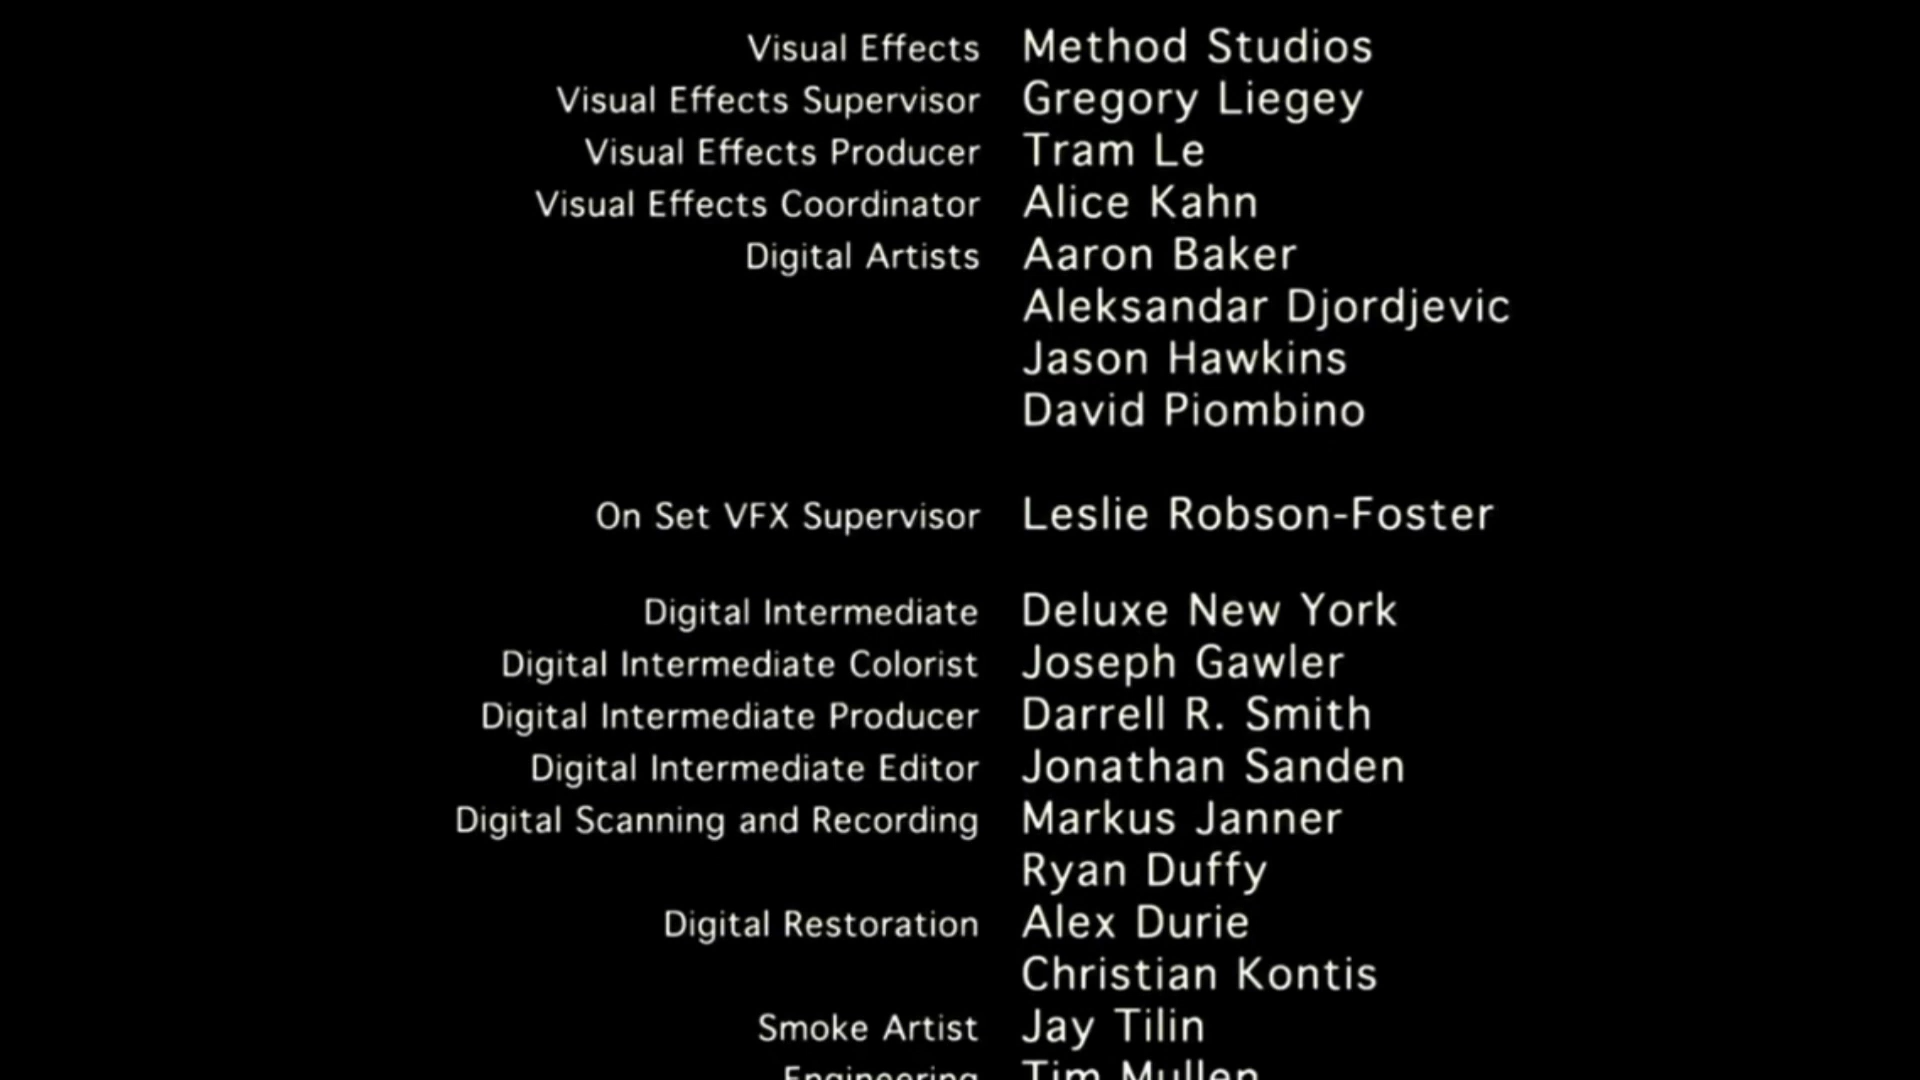 Visual Effects Method Studios
Visual Effects Supervisor Gregory Liegey
Visual Effects Producer Tram Le
Visual Effects Coordinator Alice Kahn
Digital Artists Aaron Baker
Aleksandar Djordjevic
Jason Hawkins
David Piombino
On Set VFX Supervisor Leslie Robson-Foster
Digital Intermediate Deluxe New York
Digital Intermediate Colorist Joseph Gawler
Digital Intermediate Producer Darrell R. Smith
Digital Intermediate Editor Jonathan Sanden
Digital Scanning and Recording Markus Janner
Ryan Duffy
Digital Restoration Alex Durie
Christian Kontis
Smoke Artist Jay Tilin
Engineering Tim Mullen